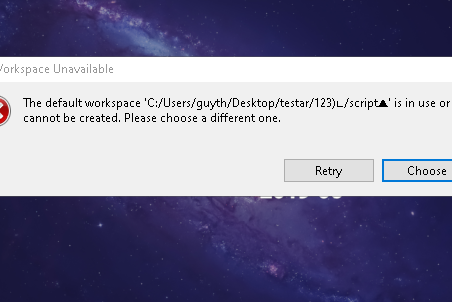 Workspace Unavailable
The default workspace 'C:/Users/guyth/Desktop/testar/123)ட/script▲' is in use or
cannot be created. Please choose a different one.
Retry
Choose